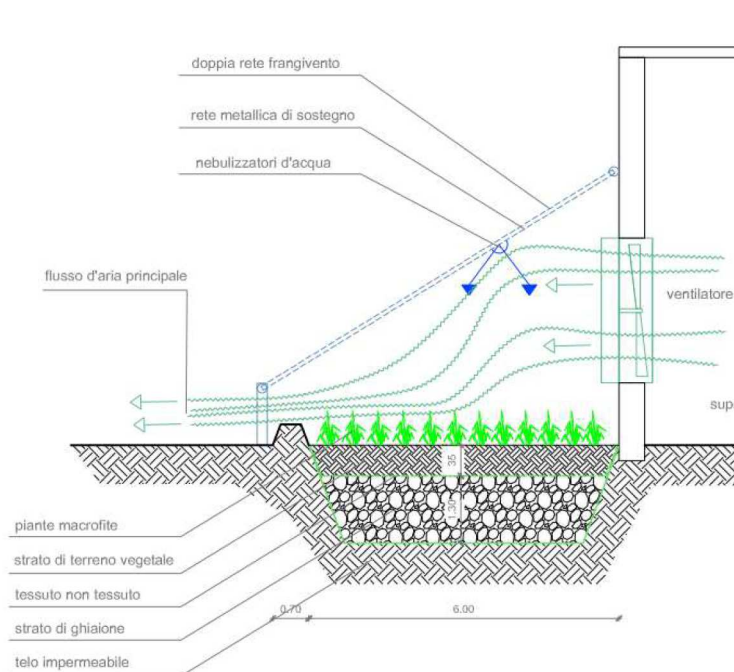 doppia rete frangivento
rete metallica di sostegno
nebulizzatori d'acqua
flusso d'aria principale
ventilatore
sup
35
1,30
piante macrofite
strato di terreno vegetale
tessuto non tessuto
strato di ghiaione
telo impermeabile
0.70
6.00